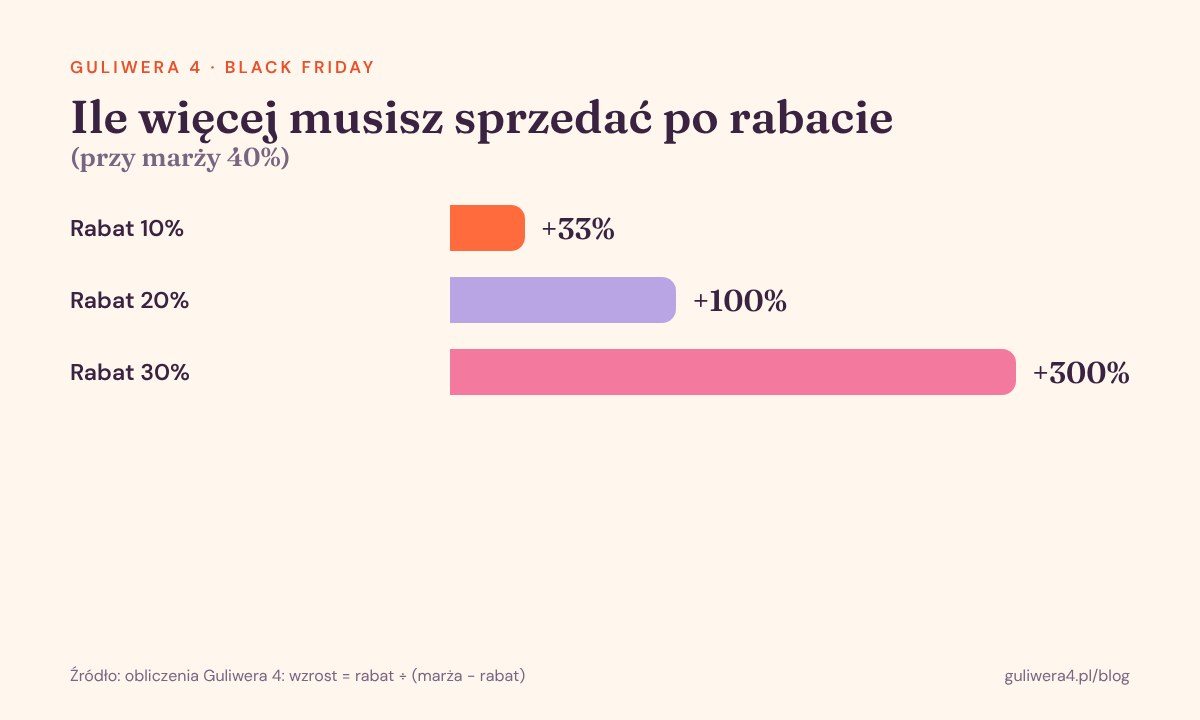 GULIWERA 4 · BLACK FRIDAY
Ile więcej musisz sprzedać po rabacie
(przy marży 40%)
Rabat 10% +33%
Rabat 20% +100%
Rabat 30% +300%
Źródło: obliczenia Guliwera 4: wzrost = rabat ÷ (marża − rabat)
guliwera4.pl/blog